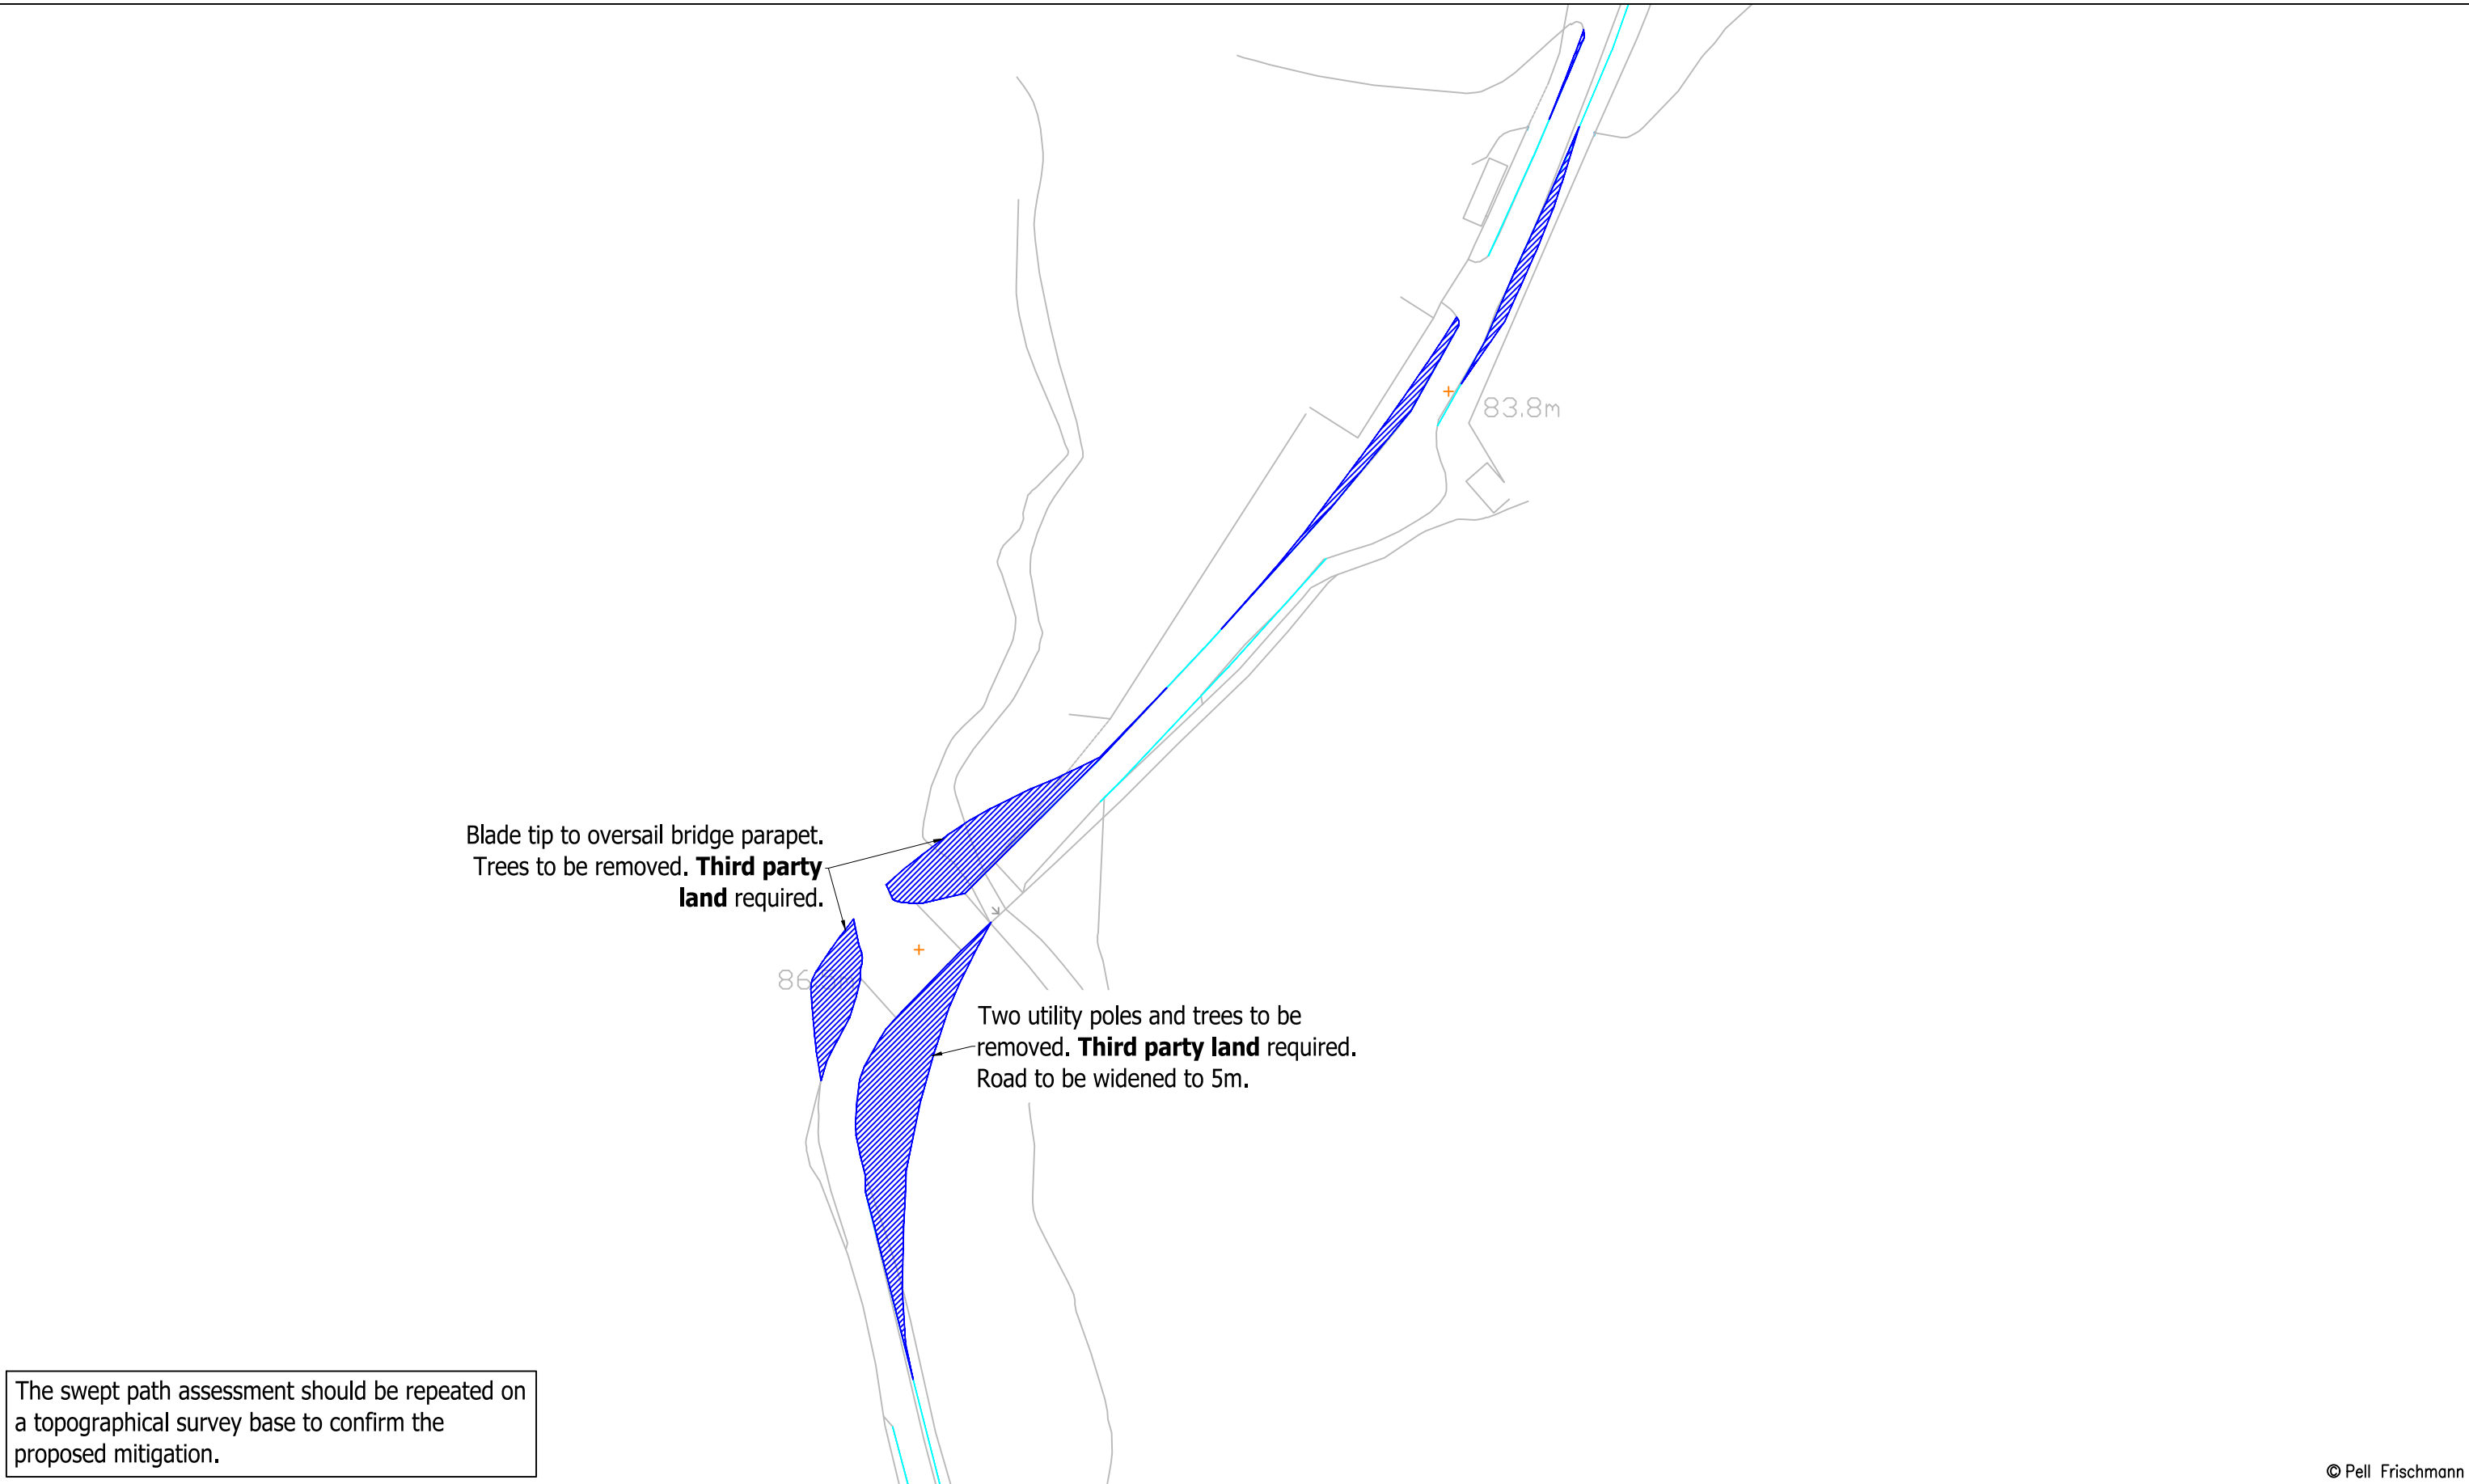 83.8m
Blade tip to oversail bridge parapet.
Trees to be removed. Third party
land required.
86
Two utility poles and trees to be
removed. Third party land required.
Road to be widened to 5m.
The swept path assessment should be repeated on
a topographical survey base to confirm the
proposed mitigation.
© Pell Frischmann